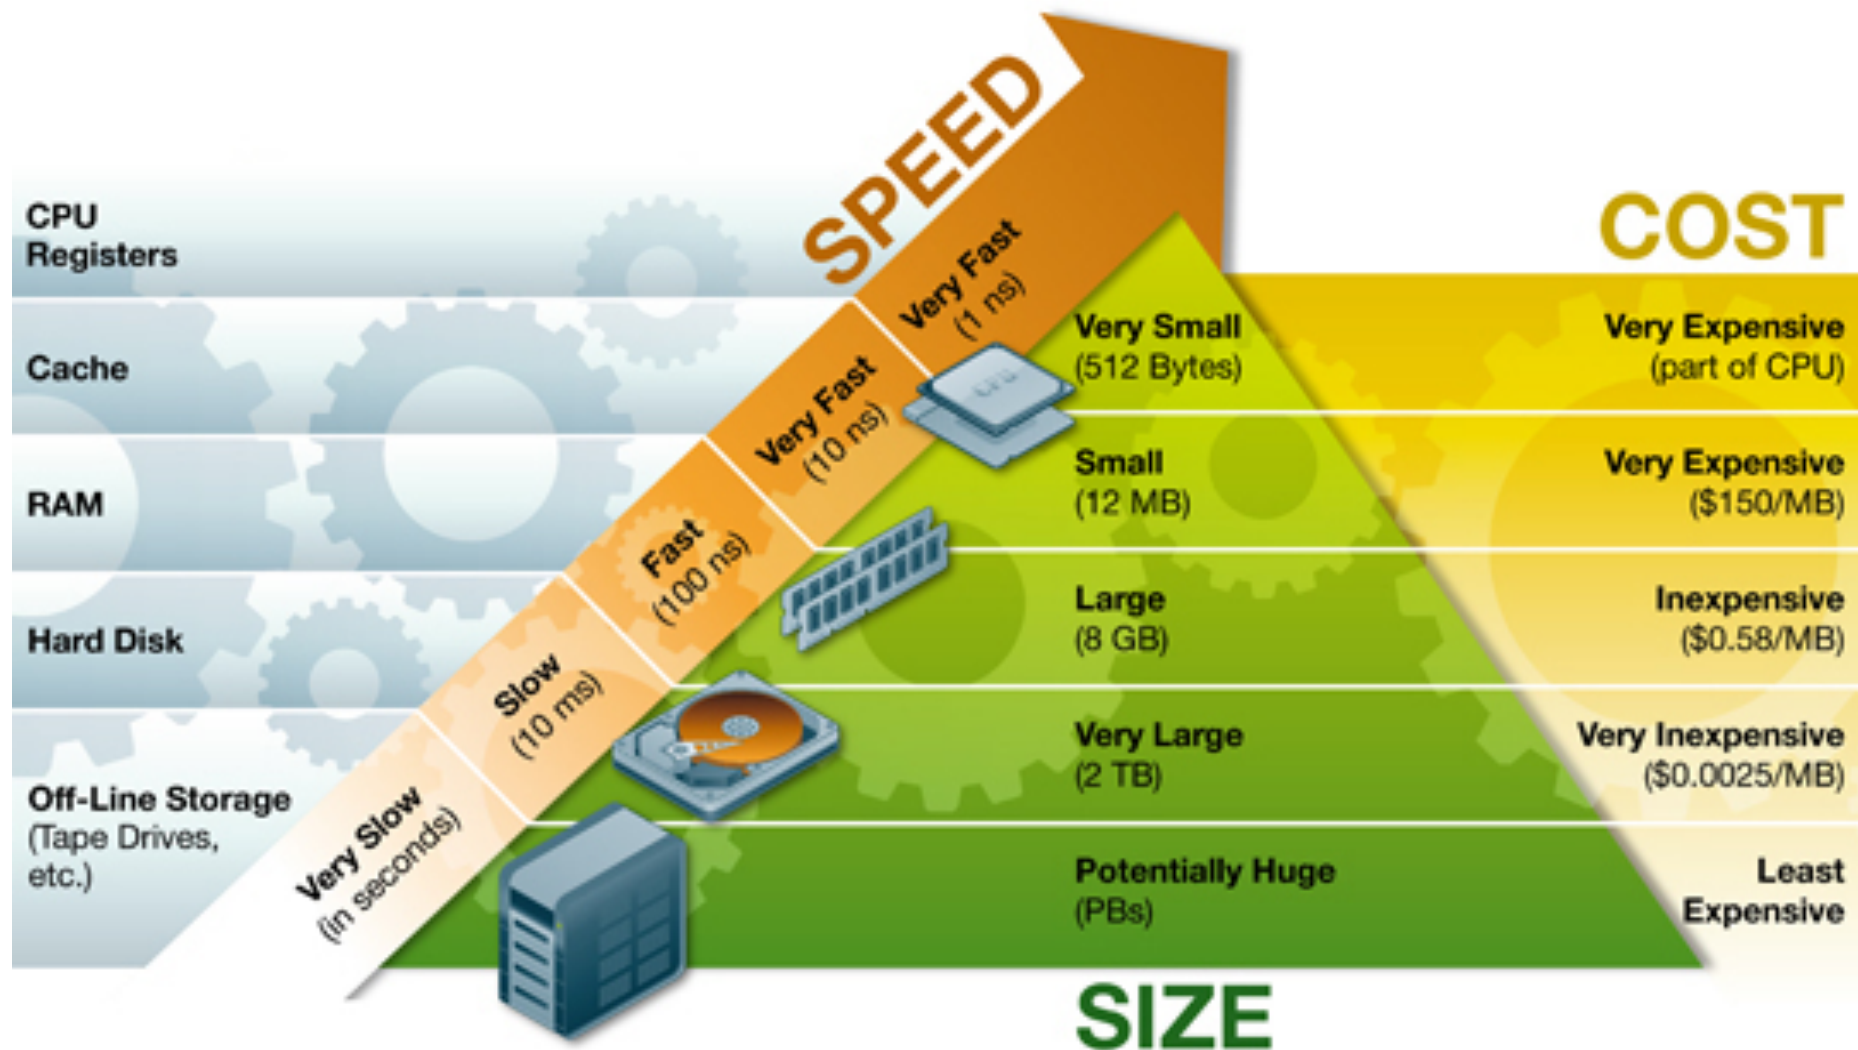 SPEED
COST
SIZE
CPU
Registers
Very Fast
(1 ns)
Very Small
(512 Bytes)
Very Expensive
(part of CPU)
Cache
Very Fast
(10 ns)
Small
(12 MB)
Very Expensive
($150/MB)
RAM
Fast
(100 ns)
Large
(8 GB)
Inexpensive
($0.58/MB)
Hard Disk
Slow
(10 ms)
Very Large
(2 TB)
Very Inexpensive
($0.0025/MB)
Off-Line Storage
(Tape Drives,
etc.)
Very Slow
(in seconds)
Potentially Huge
(PBs)
Least
Expensive
CPU